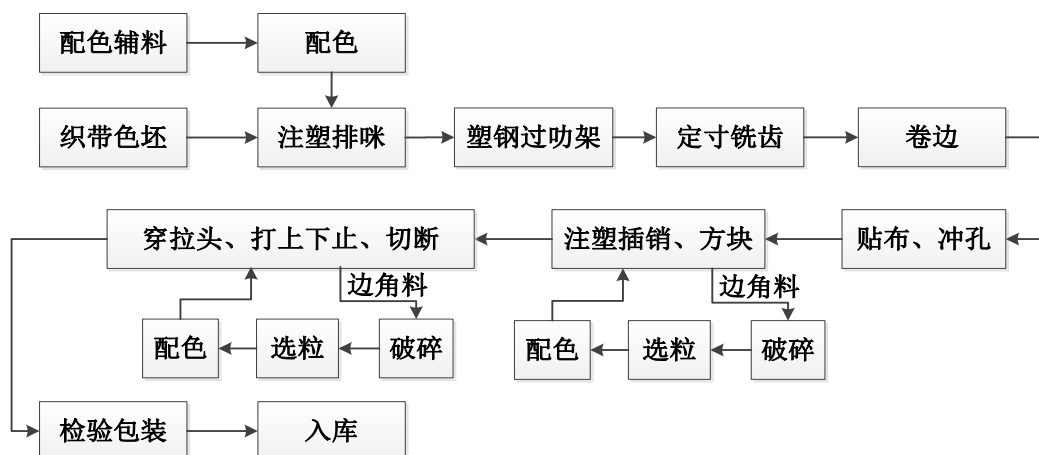 配色辅料
配色
织带色坯
注塑排咪
塑钢过叻架
定寸铣齿
卷边
穿拉头、打上下止、切断
注塑插销、方块
贴布、冲孔
边角料
边角料
配色
选粒
破碎
配色
选粒
破碎
检验包装
入库